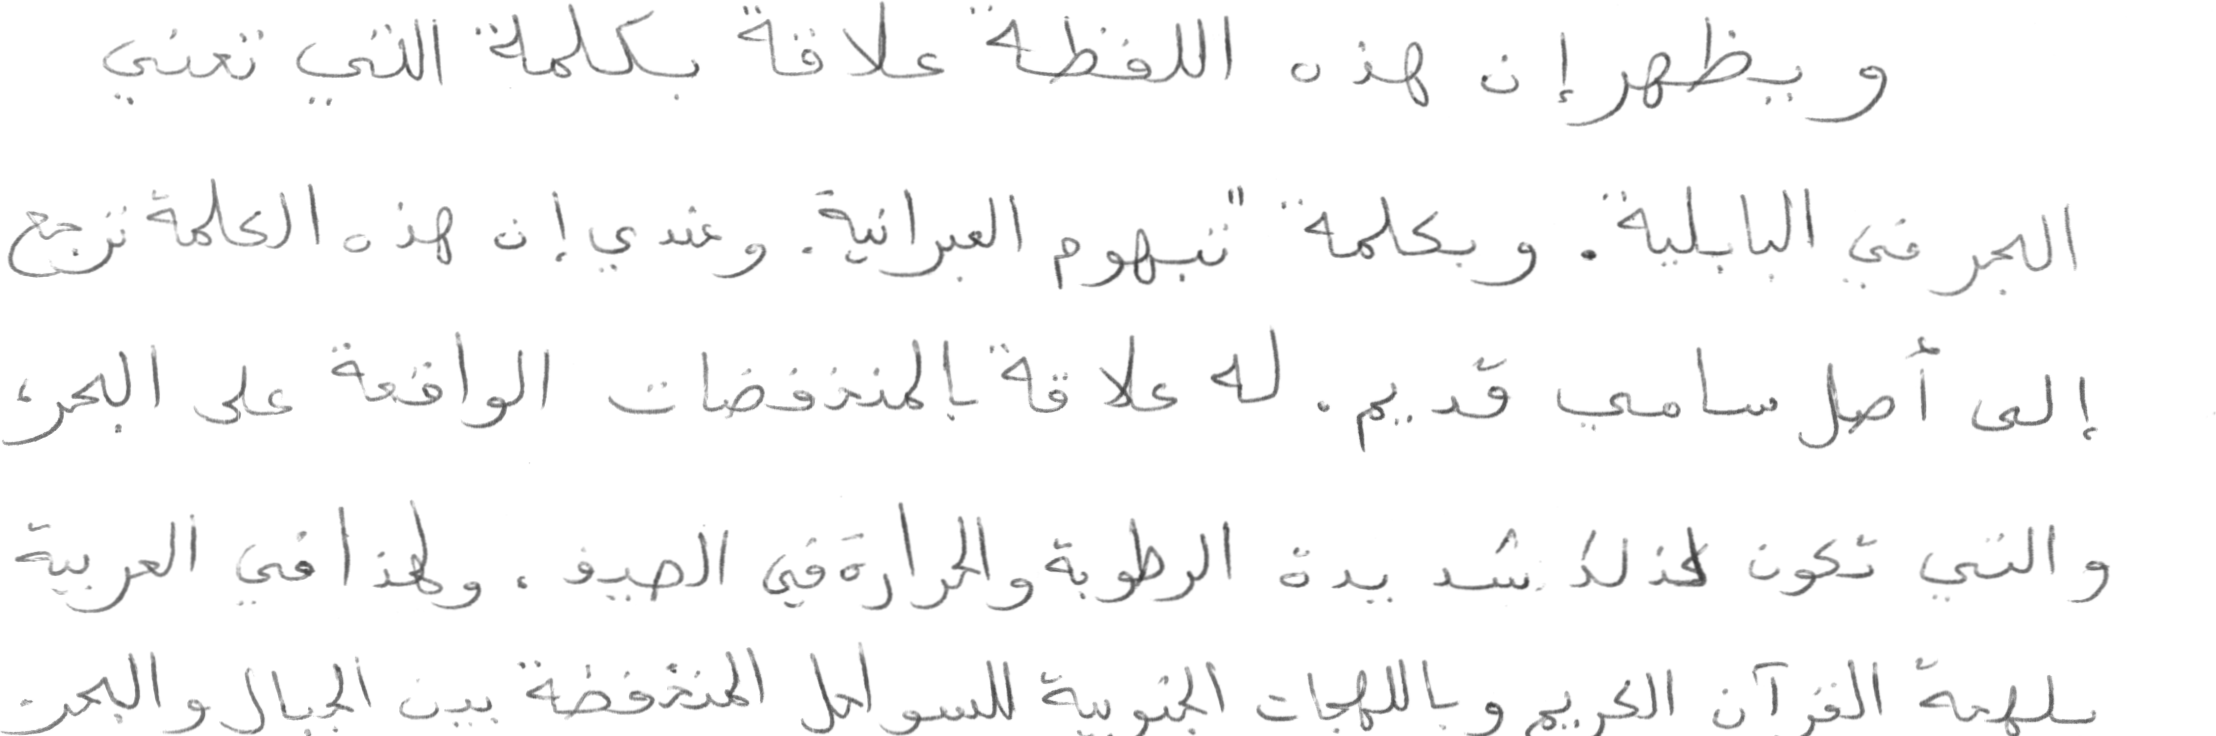 ويظهر إن هذه اللفظة علاقة بكلمة التي تعني
البحر في البابلية. وبكلمة "تبهوم العبرانية. وعندي إن هذه الكلمة ترجع
إلى أصل سامي قديم. له علاقة بالمنخفضات الواقعة على البحر،
والتي تكون كذلك شديدة الرطوبة والحرارة في الصيف. ولهذا في العربية
بلهجة القرآن الكريم وباللهجات الجنوبية للسواحل المنخفضة بين الجبال والبحر